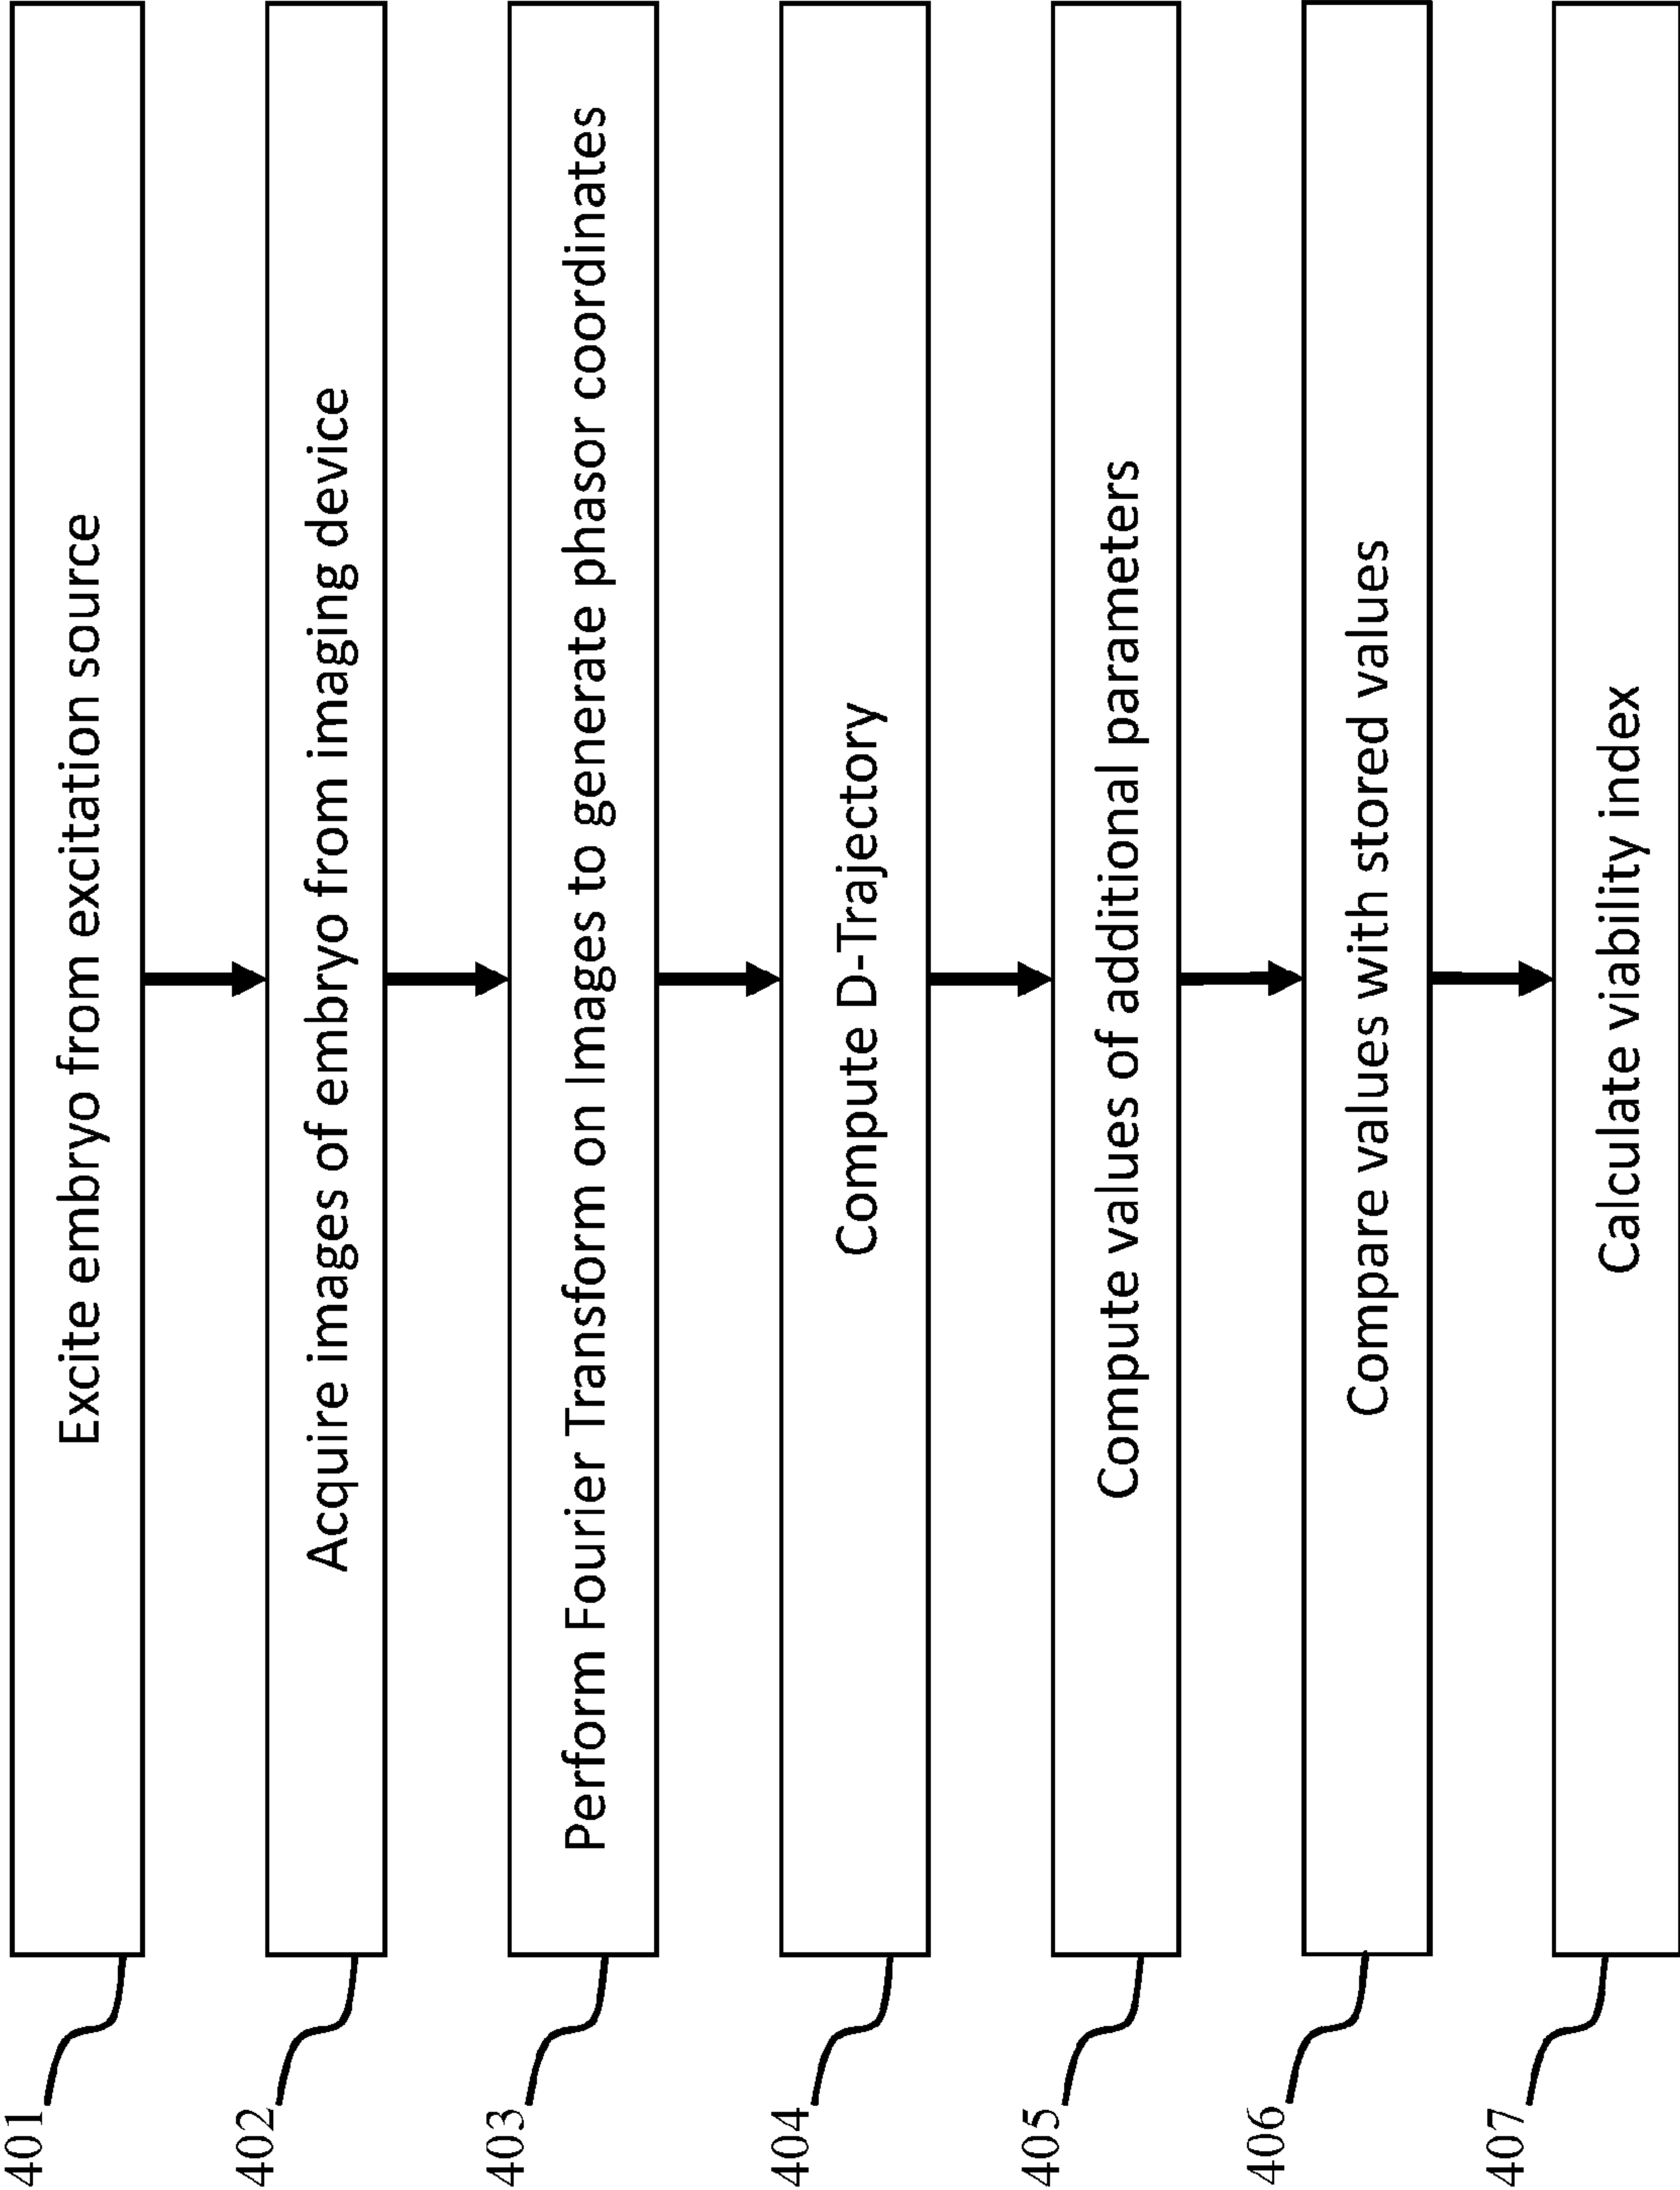 401
Excite embryo from excitation source
402
Acquire images of embryo from imaging device
403
Perform Fourier Transform on Images to generate phasor coordinates
404
Compute D-Trajectory
405
Compute values of additional parameters
406
Compare values with stored values
407
Calculate viability index